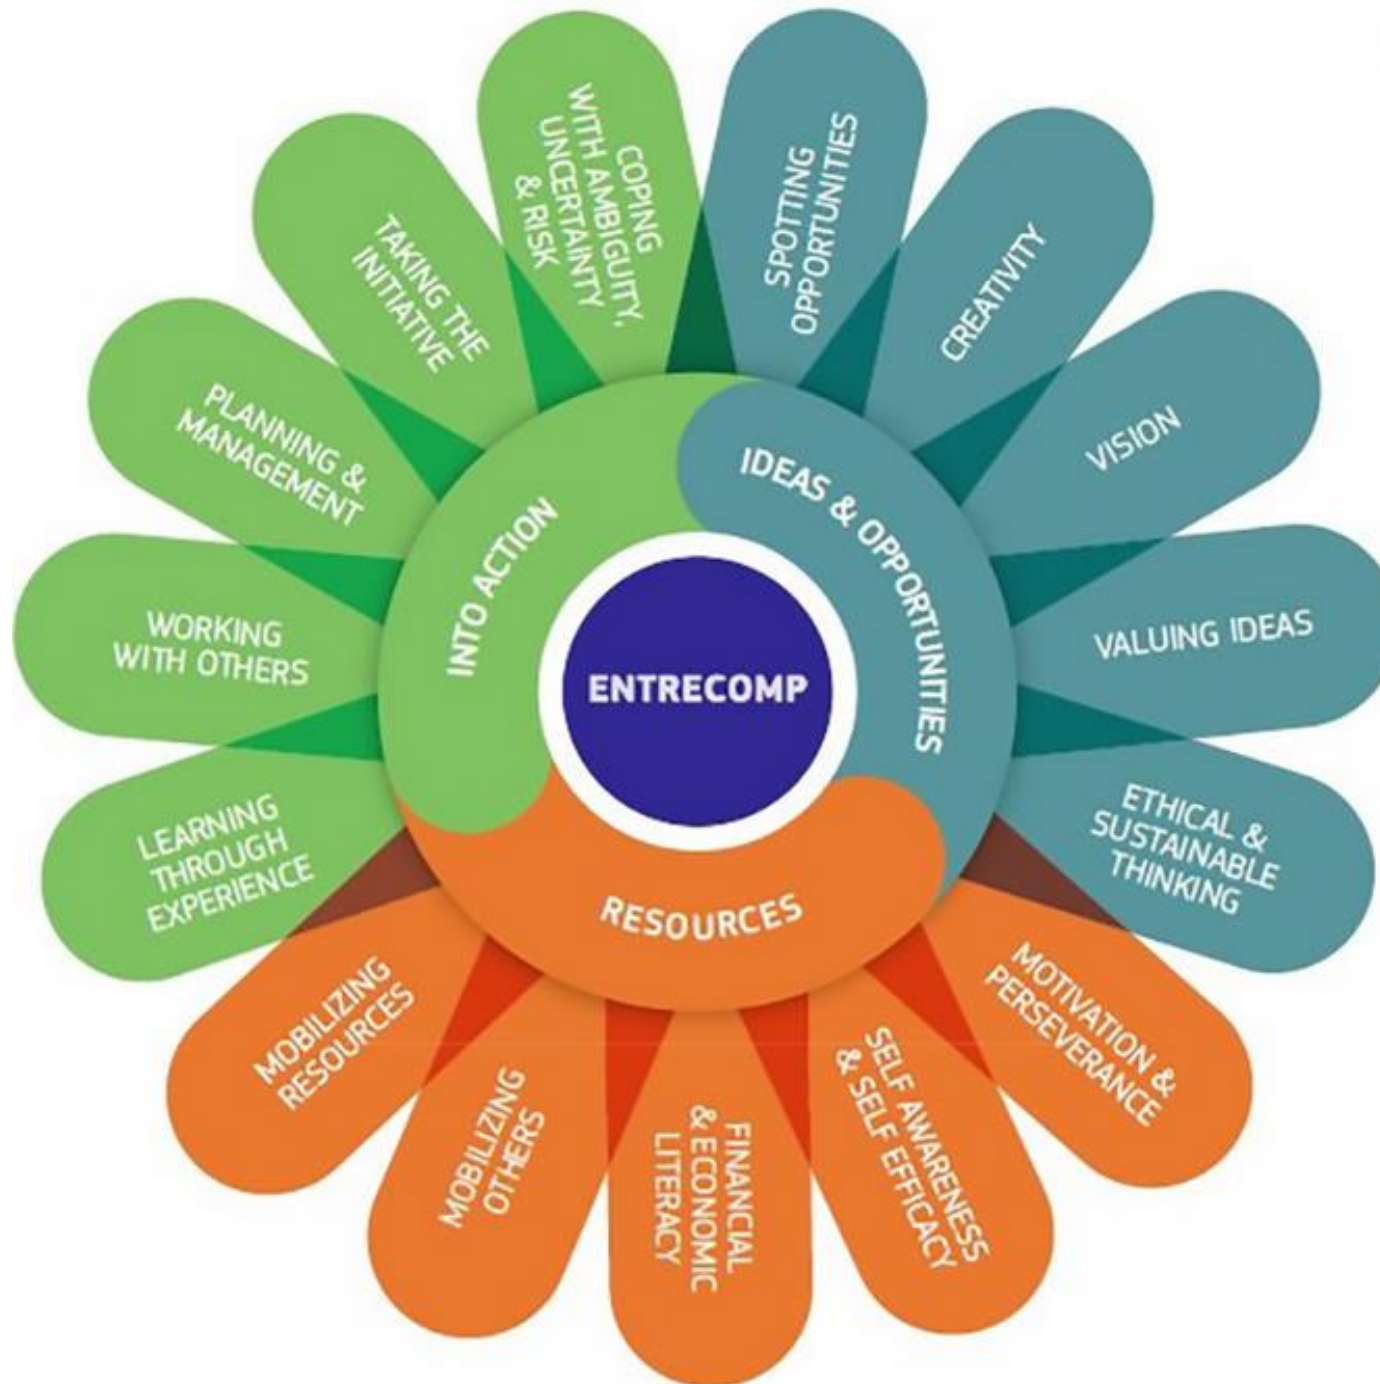 ENTRECOMP
IDEAS & OPPORTUNITIES
RESOURCES
INTO ACTION
SPOTTING
OPPORTUNITIES
CREATIVITY
VISION
VALUING IDEAS
ETHICAL &
SUSTAINABLE
THINKING
MOTIVATION &
PERSEVERANCE
SELF AWARENESS
& SELF EFFICACY
FINANCIAL
& ECONOMIC
LITERACY
MOBILIZING
OTHERS
MOBILIZING
RESOURCES
LEARNING
THROUGH
EXPERIENCE
WORKING
WITH OTHERS
PLANNING &
MANAGEMENT
TAKING THE
INITIATIVE
COPING
WITH AMBIGUITY,
UNCERTAINTY
& RISK